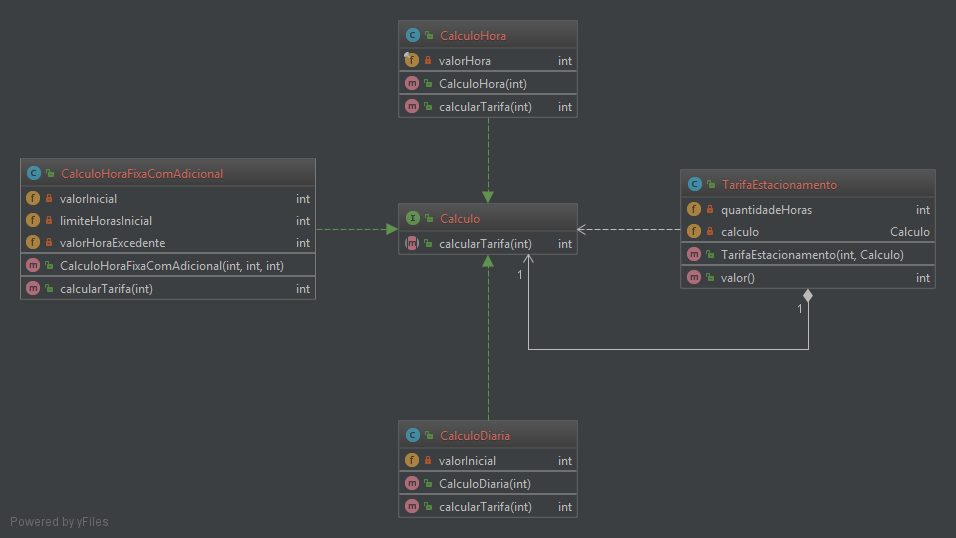 CalculoHora
valorHora int
CalculoHora(int)
calcularTarifa(int) int
CalculoHoraFixaComAdicional
valorInicial int
limiteHorasInicial int
valorHoraExcedente int
CalculoHoraFixaComAdicional(int, int, int)
calcularTarifa(int) int
Calculo
calcularTarifa(int) int
TarifaEstacionamento
quantidadeHoras int
calculo Calculo
TarifaEstacionamento(int, Calculo)
valor() int
1
1
CalculoDiaria
valorInicial int
CalculoDiaria(int)
calcularTarifa(int) int
Powered by yFiles